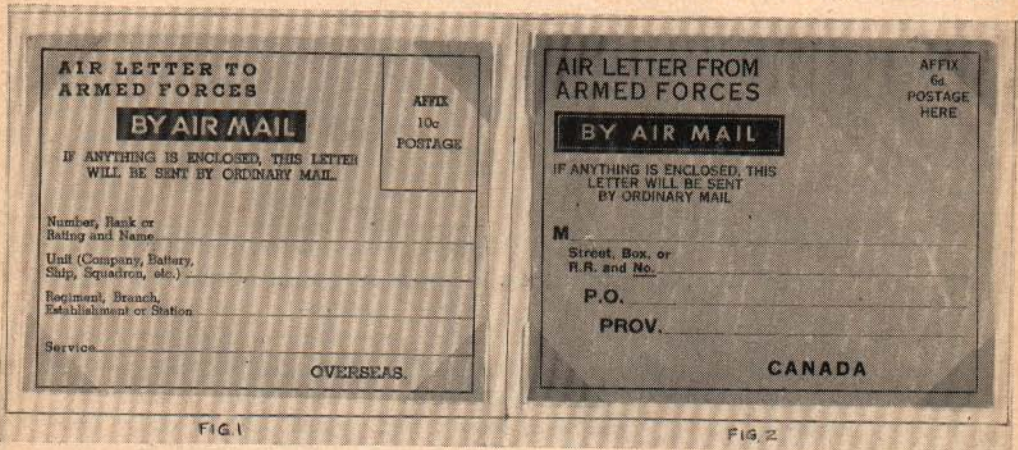 AIR LETTER TO
ARMED FORCES
BY AIR MAIL
IF ANYTHING IS ENCLOSED, THIS LETTER
WILL BE SENT BY ORDINARY MAIL.
AFFIX
10c
POSTAGE
Number, Rank or
Rating and Name
Unit (Company, Battery,
Ship, Squadron, etc.)
Regiment, Branch,
Establishment or Station
Service
OVERSEAS.
FIG.1
AIR LETTER FROM
ARMED FORCES
BY AIR MAIL
IF ANYTHING IS ENCLOSED, THIS
LETTER WILL BE SENT
BY ORDINARY MAIL
AFFIX
6d.
POSTAGE
HERE
M
Street, Box, or
R.R. and No.
P.O.
PROV.
CANADA
FIG. 2